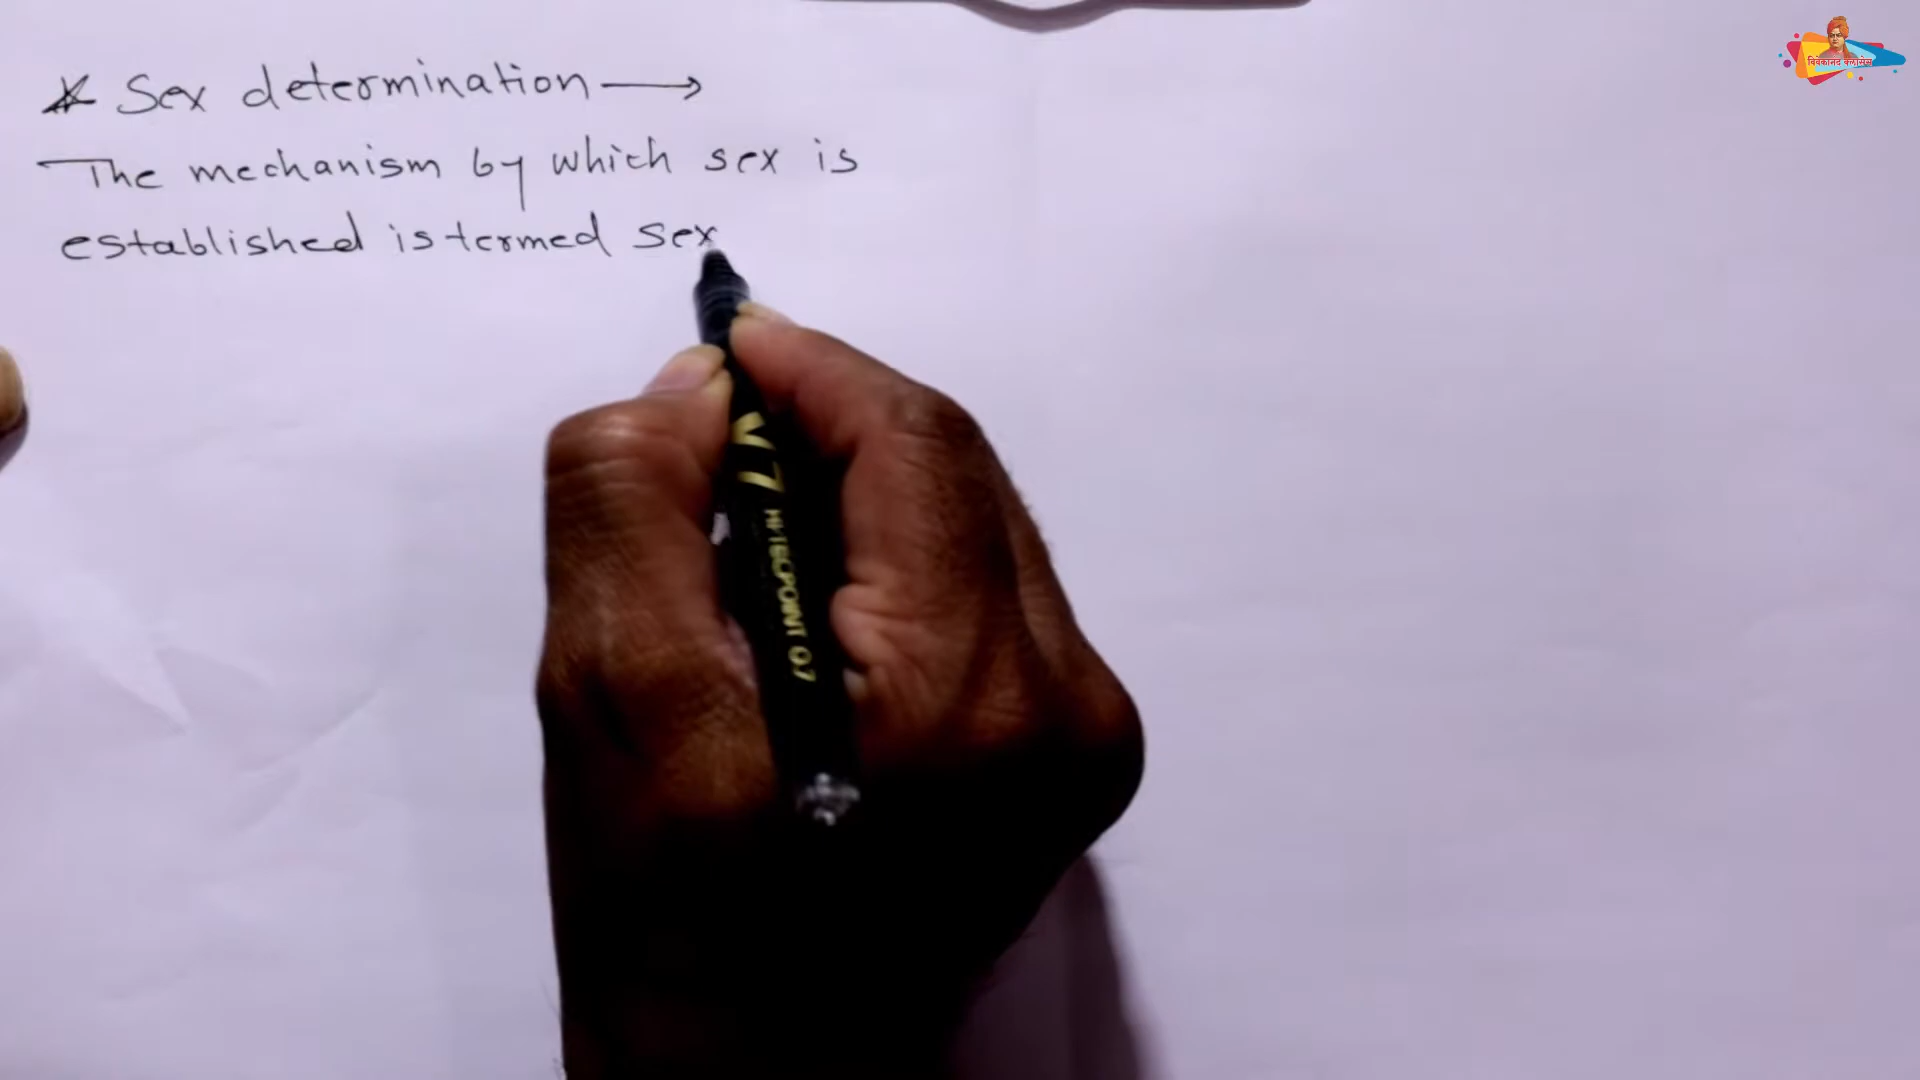 Sex determination →
The mechanism by which sex is
established is termed sex
V7
HI-TECPOINT 0.7
विवेकानंद क्लासेस